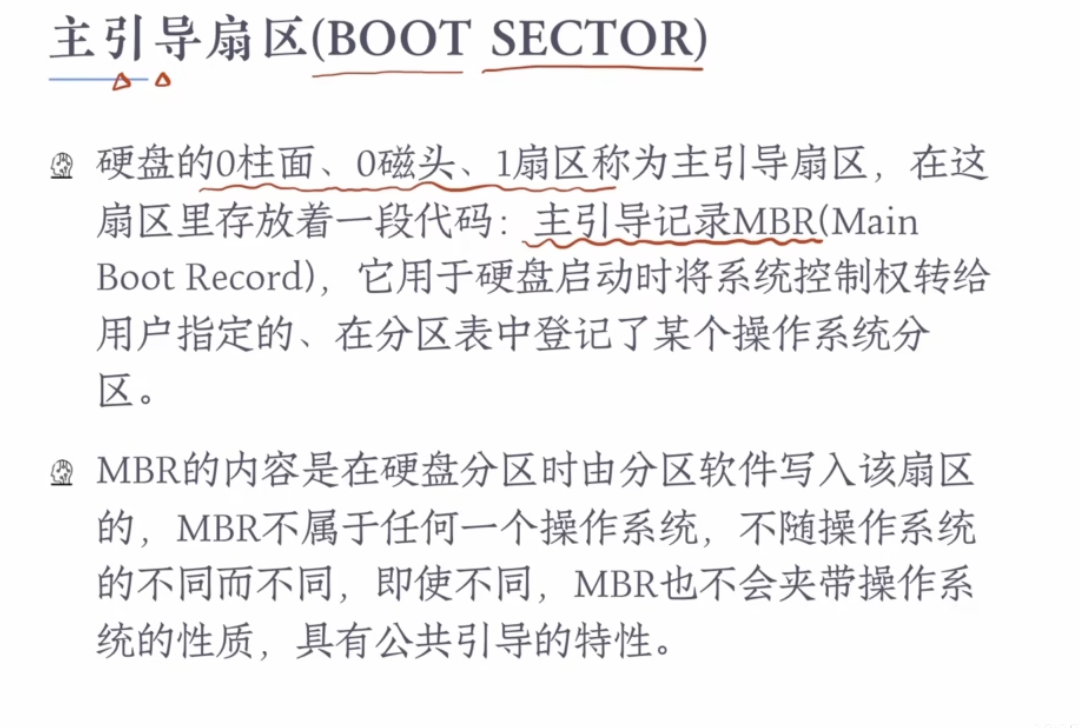 主引导扇区(BOOT SECTOR)
硬盘的0柱面、0磁头、1扇区称为主引导扇区，在这
扇区里存放着一段代码：主引导记录MBR(Main
Boot Record)，它用于硬盘启动时将系统控制权转给
用户指定的、在分区表中登记了某个操作系统分
区。
MBR的内容是在硬盘分区时由分区软件写入该扇区
的，MBR不属于任何一个操作系统，不随操作系统
的不同而不同，即使不同，MBR也不会夹带操作系
统的性质，具有公共引导的特性。